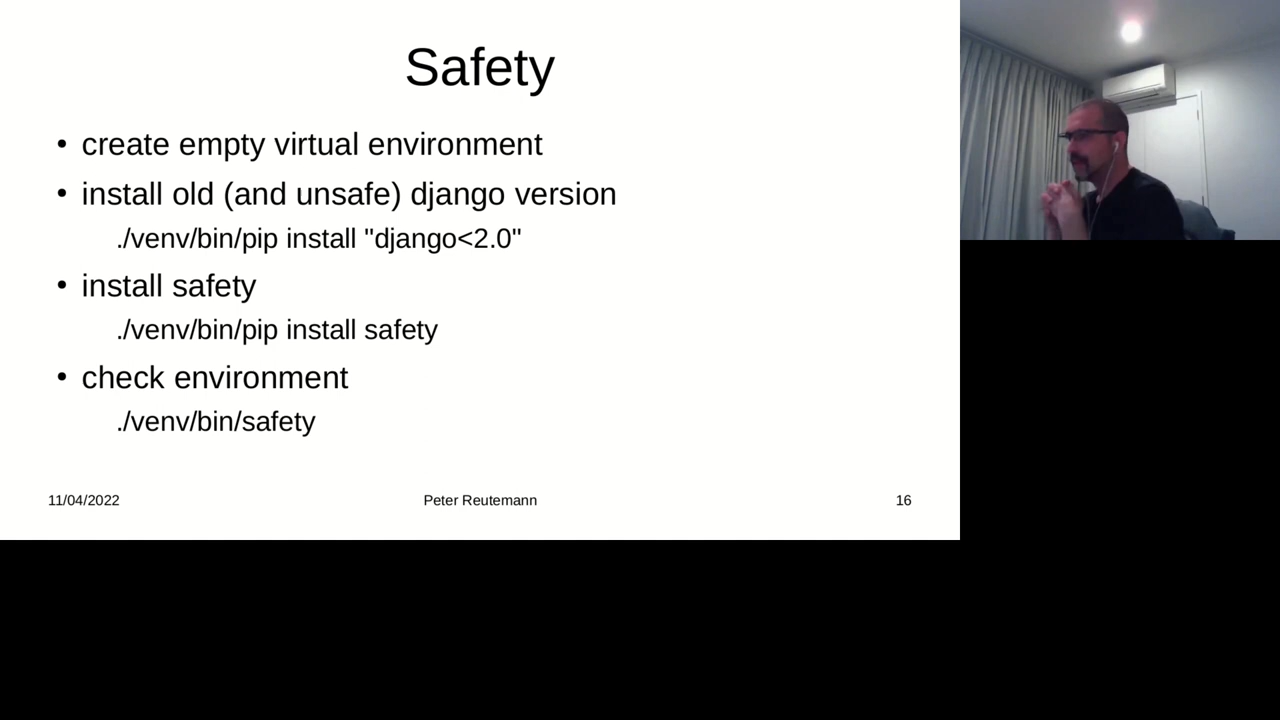 Safety
• create empty virtual environment
• install old (and unsafe) django version
./venv/bin/pip install "django<2.0"
• install safety
./venv/bin/pip install safety
• check environment
./venv/bin/safety
11/04/2022
Peter Reutemann
16